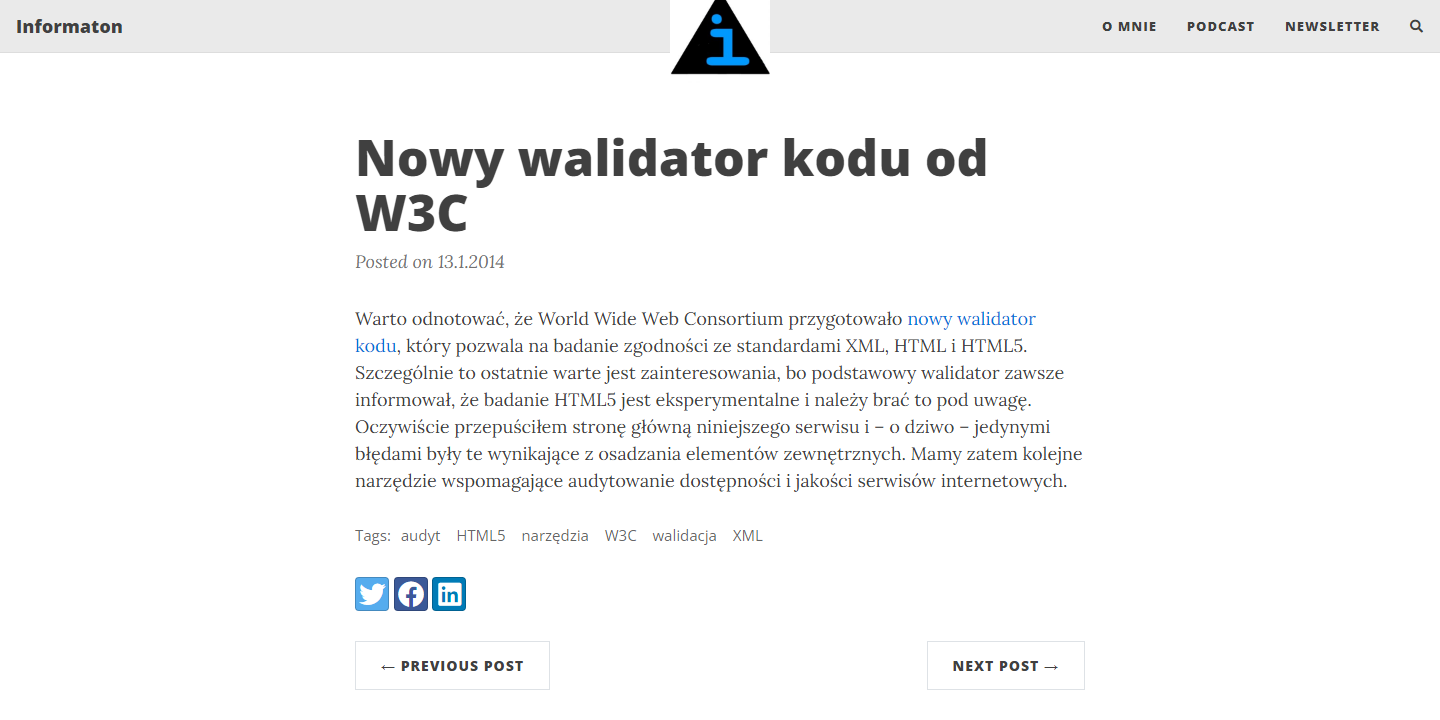 Informaton
i
O MNIE
PODCAST
NEWSLETTER
Nowy walidator kodu od
W3C
Posted on 13.1.2014
Warto odnotować, że World Wide Web Consortium przygotowało nowy walidator
kodu, który pozwala na badanie zgodności ze standardami XML, HTML i HTML5.
Szczególnie to ostatnie warte jest zainteresowania, bo podstawowy walidator zawsze
informował, że badanie HTML5 jest eksperymentalne i należy brać to pod uwagę.
Oczywiście przepuściłem stronę główną niniejszego serwisu i – o dziwo – jedynymi
błędami były te wynikające z osadzania elementów zewnętrznych. Mamy zatem kolejne
narzędzie wspomagające audytowanie dostępności i jakości serwisów internetowych.
Tags: audyt HTML5 narzędzia W3C walidacja XML
← PREVIOUS POST
NEXT POST →